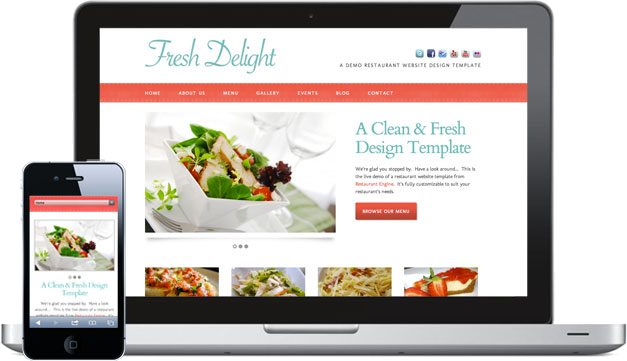 Fresh Delight
A DEMO RESTAURANT WEBSITE DESIGN TEMPLATE
HOME ABOUT US MENU GALLERY EVENTS BLOG CONTACT
A Clean & Fresh
Design Template
We're glad you stopped by. Have a look around... This is
the live demo of a restaurant website template from
Restaurant Engine. It's fully customizable to suit your
restaurant's needs.
BROWSE OUR MENU
Home
A Clean & Fresh Design
Template
We're glad you stopped by. Have a look
around... This is the live demo of a